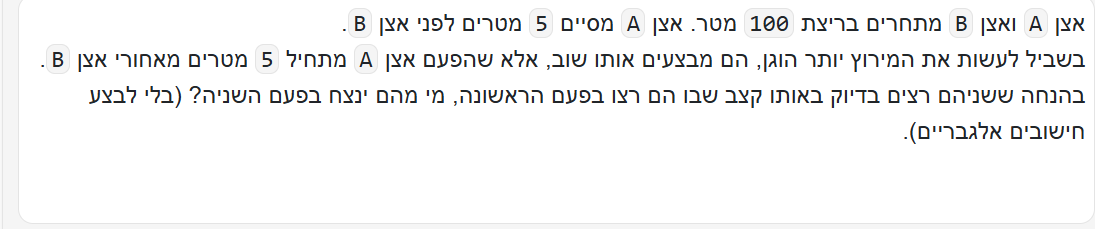 אצן A ואצן B מתחרים בריצת 100 מטר. אצן A מסיים 5 מטרים לפני אצן B.
בשביל לעשות את המירוץ יותר הוגן, הם מבצעים אותו שוב, אלא שהפעם אצן A מתחיל 5 מטרים מאחורי אצן B.
בהנחה ששניהם רצים בדיוק באותו קצב שבו הם רצו בפעם הראשונה, מי מהם ינצח בפעם השניה? (בלי לבצע
חישובים אלגבריים).